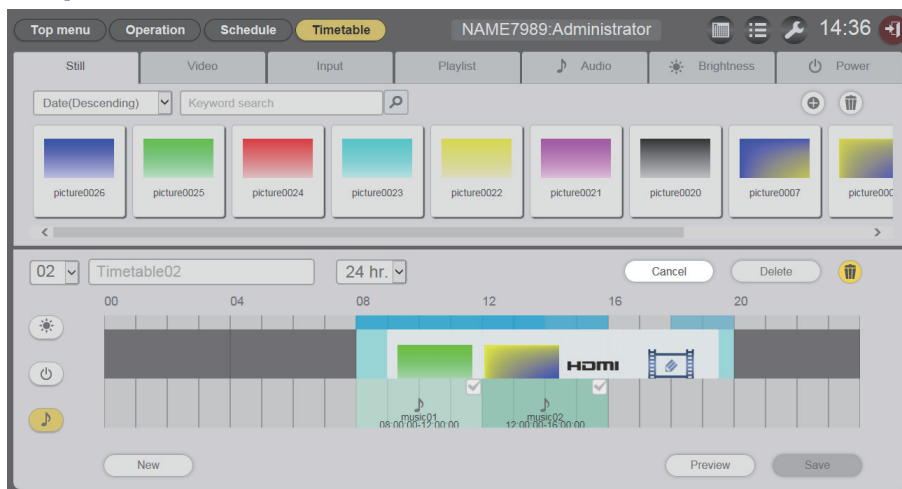 Top menu Operation Schedule Timetable NAME7989:Administrator 14:36
Still Video Input Playlist Audio Brightness Power
Date(Descending) Keyword search
picture0026 picture0025 picture0024 picture0023 picture0022 picture0021 picture0020 picture0007 picture000
02 Timetable02 24 hr. Cancel Delete
00 04 08 12 16 20
HDMI
music01 music02
08:00:00-12:00:00 12:00:00-16:00:00
New Preview Save